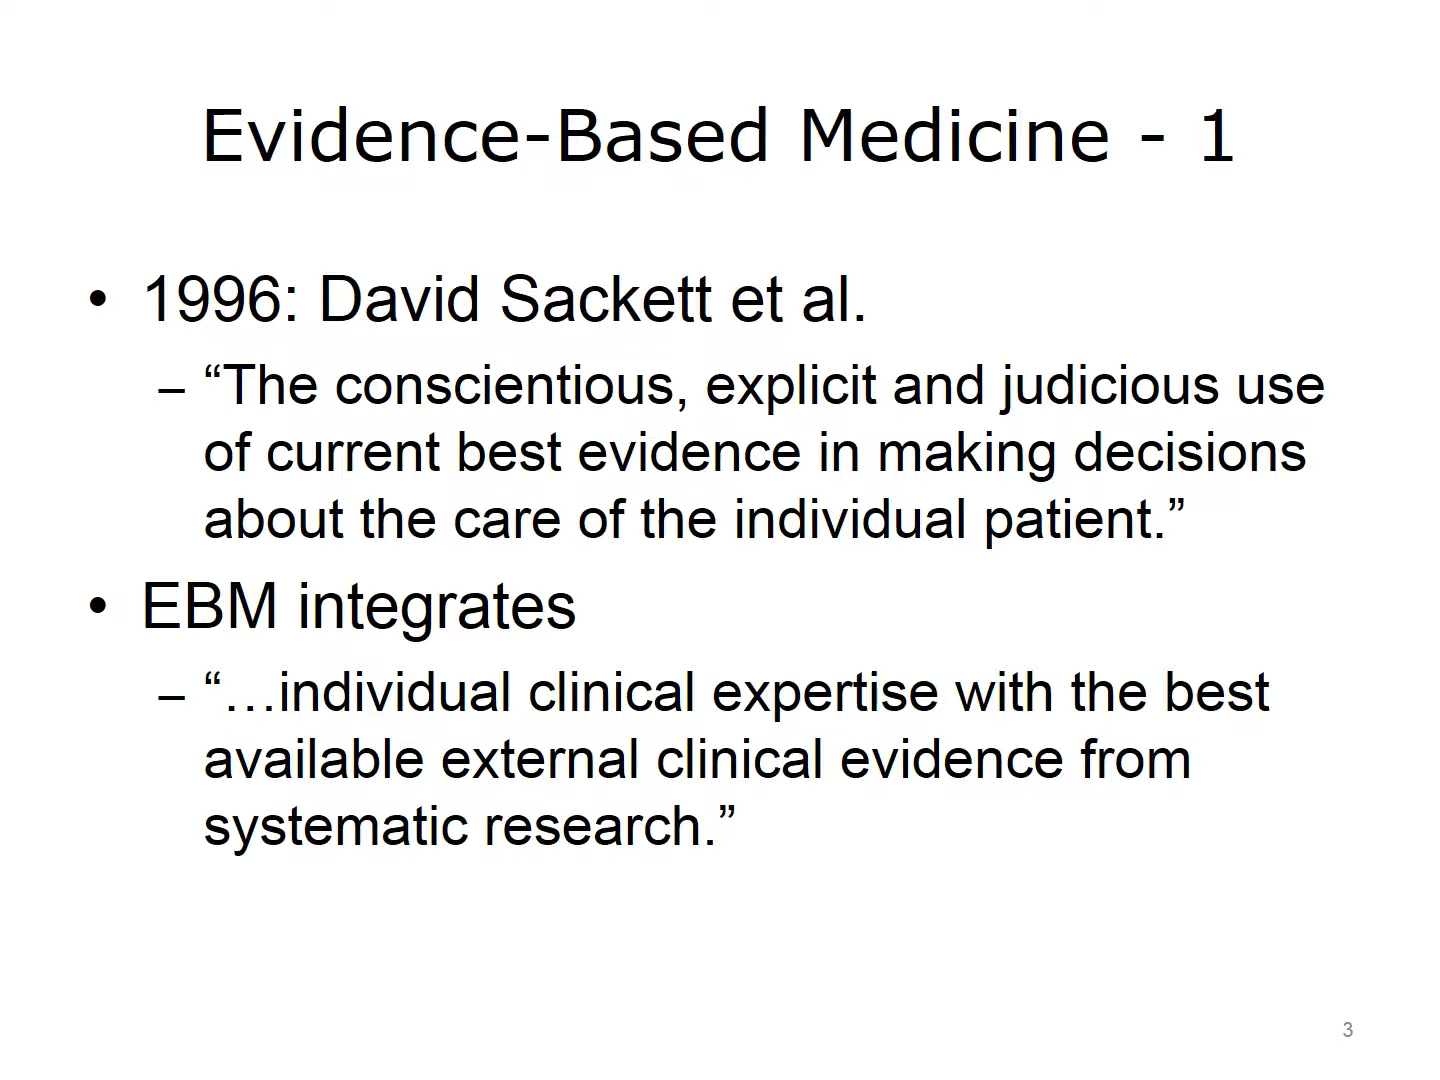 Evidence-Based Medicine - 1
• 1996: David Sackett et al.
– “The conscientious, explicit and judicious use
of current best evidence in making decisions
about the care of the individual patient.”
• EBM integrates
– “…individual clinical expertise with the best
available external clinical evidence from
systematic research.”
3